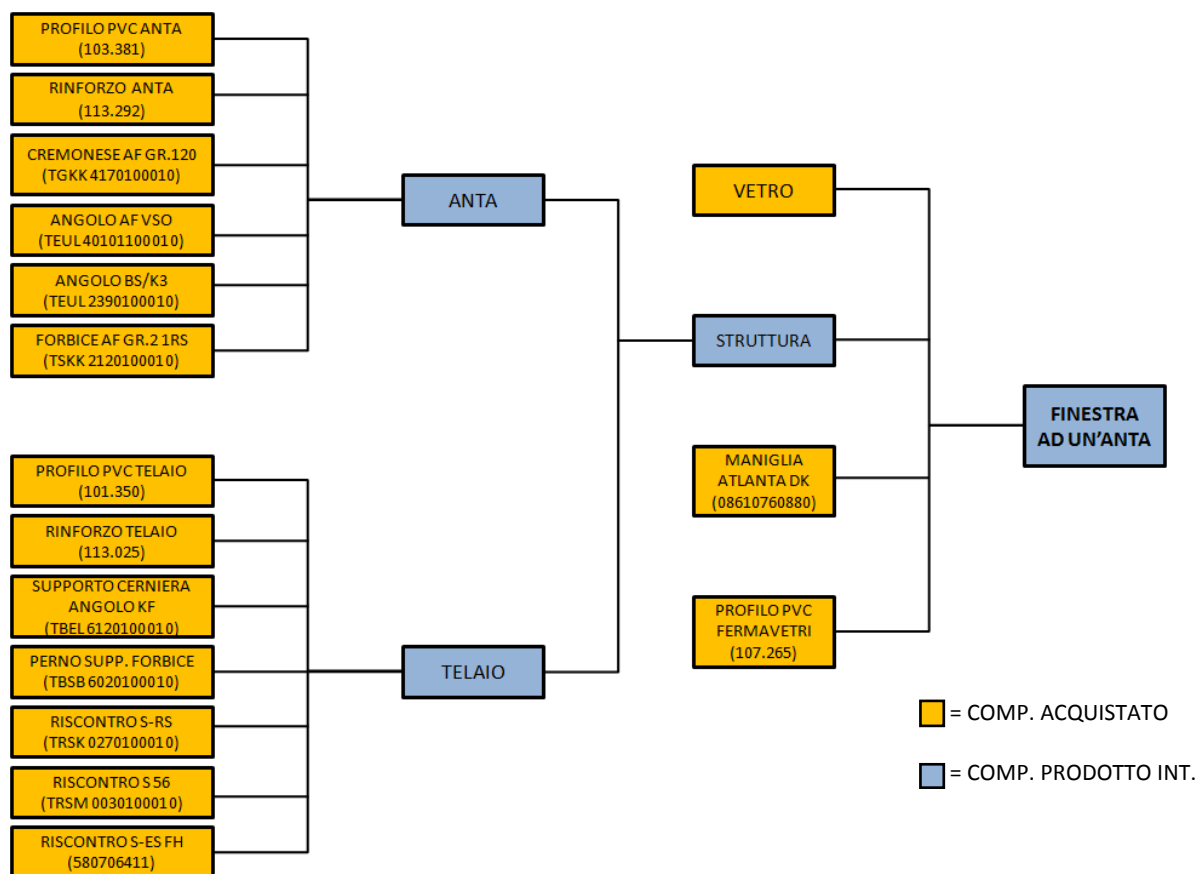 PROFILO PVC ANTA
(103.381)
RINFORZO ANTA
(113.292)
CREMONESE AF GR.120
(TGKK 4170100010)
ANGOLO AF VSO
(TEUL 40101100010)
ANGOLO BS/K3
(TEUL 2390100010)
FORBICE AF GR.2 1RS
(TSKK 2120100010)
PROFILO PVC TELAIO
(101.350)
RINFORZO TELAIO
(113.025)
SUPPORTO CERNIERA
ANGOLO KF
(TBEL 6120100010)
PERNO SUPP. FORBICE
(TBSB 6020100010)
RISCONTRO S-RS
(TRSK 0270100010)
RISCONTRO S 56
(TRSM 0030100010)
RISCONTRO S-ES FH
(580706411)
ANTA
TELAIO
VETRO
STRUTTURA
MANIGLIA
ATLANTA DK
(08610760880)
PROFILO PVC
FERMAVETRI
(107.265)
FINESTRA
AD UN'ANTA
= COMP. ACQUISTATO
= COMP. PRODOTTO INT.